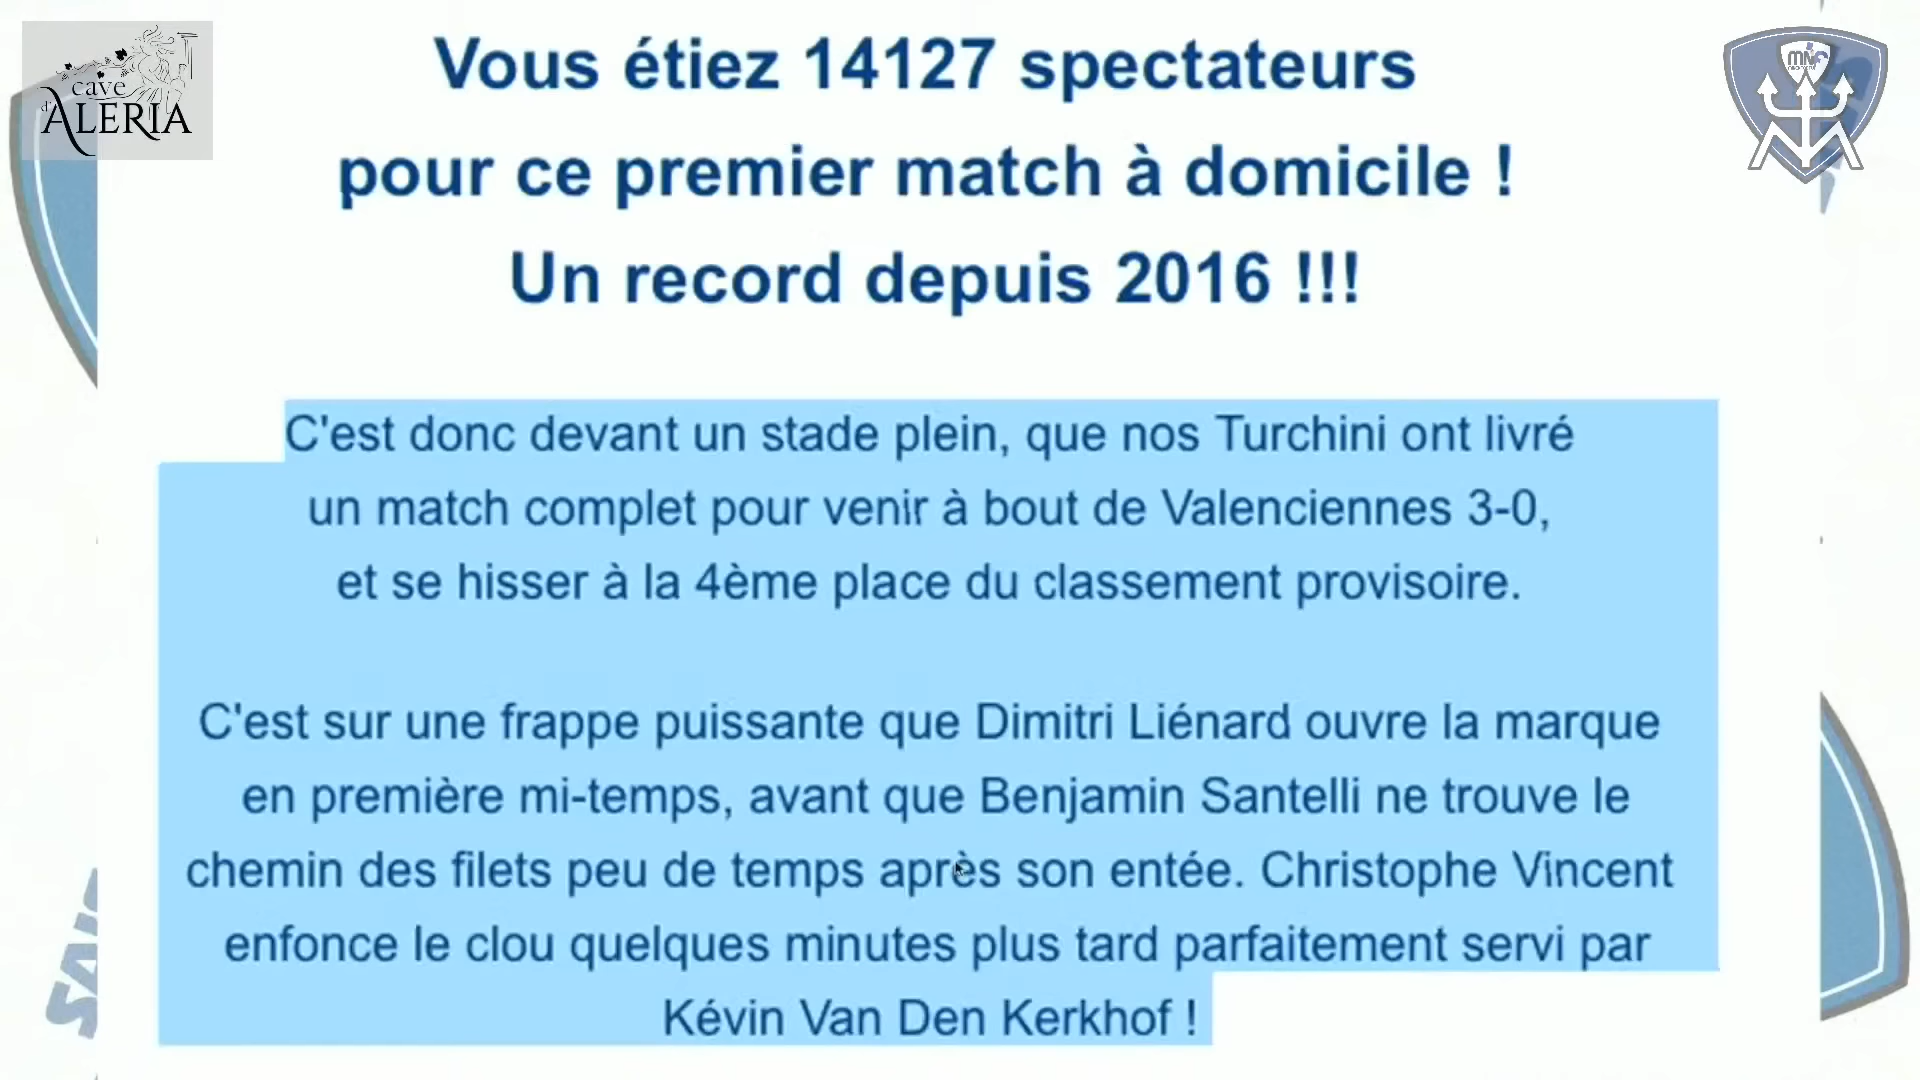 cave
d'ALERIA
MNF
Vous étiez 14127 spectateurs
pour ce premier match à domicile !
Un record depuis 2016 !!!
C'est donc devant un stade plein, que nos Turchini ont livré
un match complet pour venir à bout de Valenciennes 3-0,
et se hisser à la 4ème place du classement provisoire.
C'est sur une frappe puissante que Dimitri Liénard ouvre la marque
en première mi-temps, avant que Benjamin Santelli ne trouve le
chemin des filets peu de temps après son entée. Christophe Vincent
enfonce le clou quelques minutes plus tard parfaitement servi par
Kévin Van Den Kerkhof !